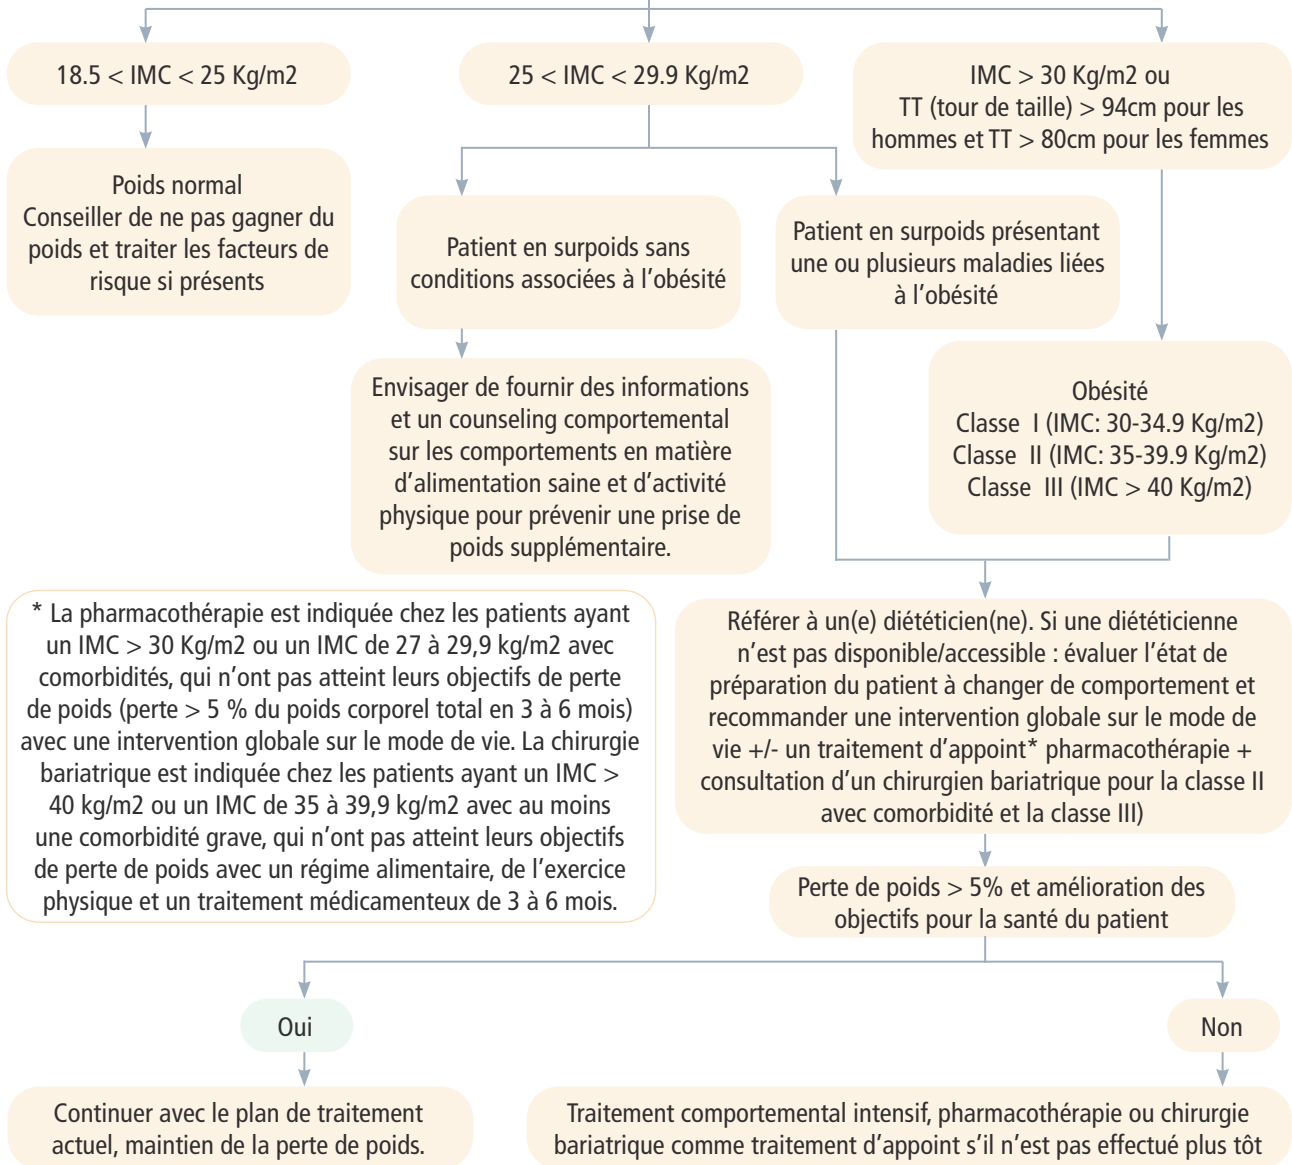 18.5 < IMC < 25 Kg/m2
25 < IMC < 29.9 Kg/m2
IMC > 30 Kg/m2 ou
TT (tour de taille) > 94cm pour les
hommes et TT > 80cm pour les femmes
Poids normal
Conseiller de ne pas gagner du
poids et traiter les facteurs de
risque si présents
Patient en surpoids sans
conditions associées à l’obésité
Patient en surpoids présentant
une ou plusieurs maladies liées
à l’obésité
Envisager de fournir des informations
et un counseling comportemental
sur les comportements en matière
d’alimentation saine et d’activité
physique pour prévenir une prise de
poids supplémentaire.
Obésité
Classe I (IMC: 30-34.9 Kg/m2)
Classe II (IMC: 35-39.9 Kg/m2)
Classe III (IMC > 40 Kg/m2)
* La pharmacothérapie est indiquée chez les patients ayant
un IMC > 30 Kg/m2 ou un IMC de 27 à 29,9 kg/m2 avec
comorbidités, qui n’ont pas atteint leurs objectifs de perte
de poids (perte > 5 % du poids corporel total en 3 à 6 mois)
avec une intervention globale sur le mode de vie. La chirurgie
bariatrique est indiquée chez les patients ayant un IMC >
40 kg/m2 ou un IMC de 35 à 39,9 kg/m2 avec au moins
une comorbidité grave, qui n’ont pas atteint leurs objectifs
de perte de poids avec un régime alimentaire, de l’exercice
physique et un traitement médicamenteux de 3 à 6 mois.
Référer à un(e) diététicien(ne). Si une diététicienne
n’est pas disponible/accessible : évaluer l’état de
préparation du patient à changer de comportement et
recommander une intervention globale sur le mode de
vie +/- un traitement d’appoint* pharmacothérapie +
consultation d’un chirurgien bariatrique pour la classe II
avec comorbidité et la classe III)
Perte de poids > 5% et amélioration des
objectifs pour la santé du patient
Oui
Non
Continuer avec le plan de traitement
actuel, maintien de la perte de poids.
Traitement comportemental intensif, pharmacothérapie ou chirurgie
bariatrique comme traitement d’appoint s’il n’est pas effectué plus tôt